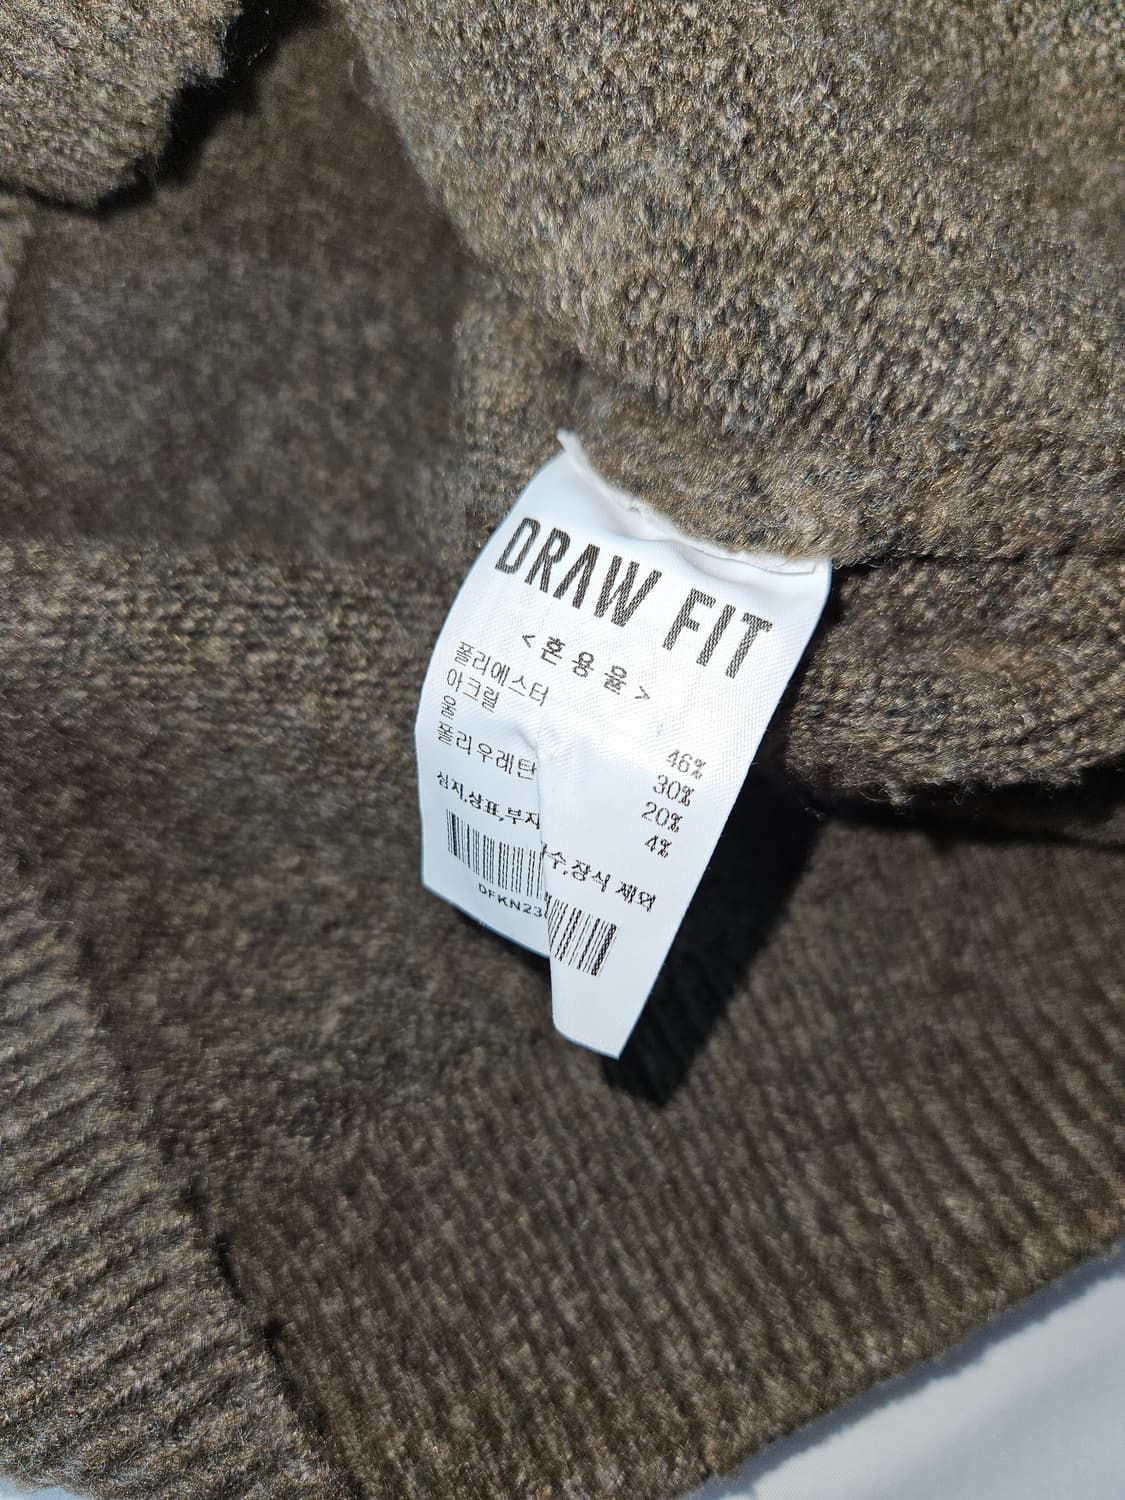 DRAW FIT
<혼용율>
폴리에스터 46%
아크릴 30%
울 20%
폴리우레탄 4%
심지,상표,부자 수,장식 제외
DFKN23